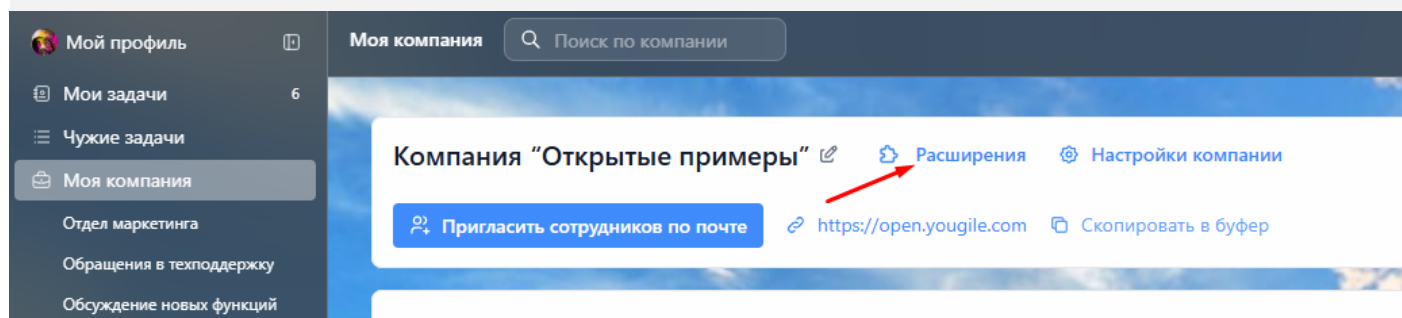 Мой профиль
Моя компания
Поиск по компании
Мои задачи 6
Чужие задачи
Моя компания
Отдел маркетинга
Обращения в техподдержку
Обсуждение новых функций
Компания “Открытые примеры” Расширения Настройки компании
Пригласить сотрудников по почте https://open.yougile.com Скопировать в буфер